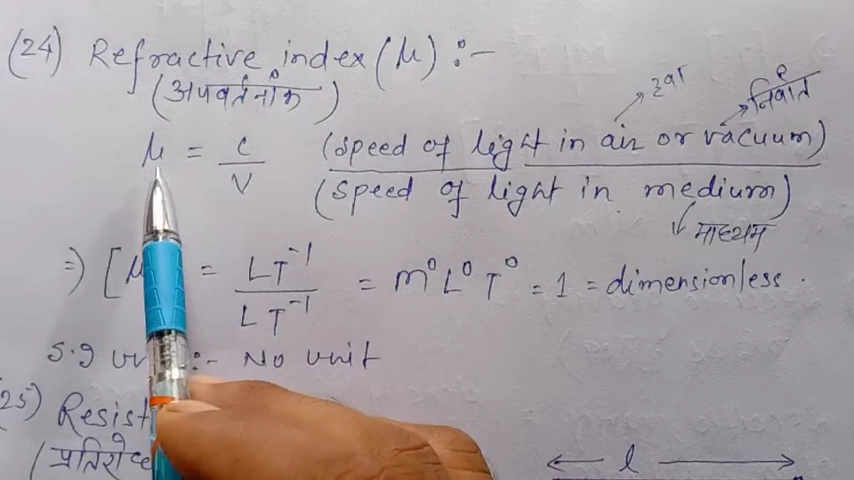 (24) Refractive index (μ) :-
(अपवर्तनांक)
हवा
निर्वात
μ = c/v (speed of light in air or vacuum)
(speed of light in medium)
माध्यम
⇒ [μ = LT⁻¹/LT⁻¹ = M⁰L⁰T⁰ = 1 = dimensionless.
S.I :- No unit
(25) Resist
(प्रतिरोध
l